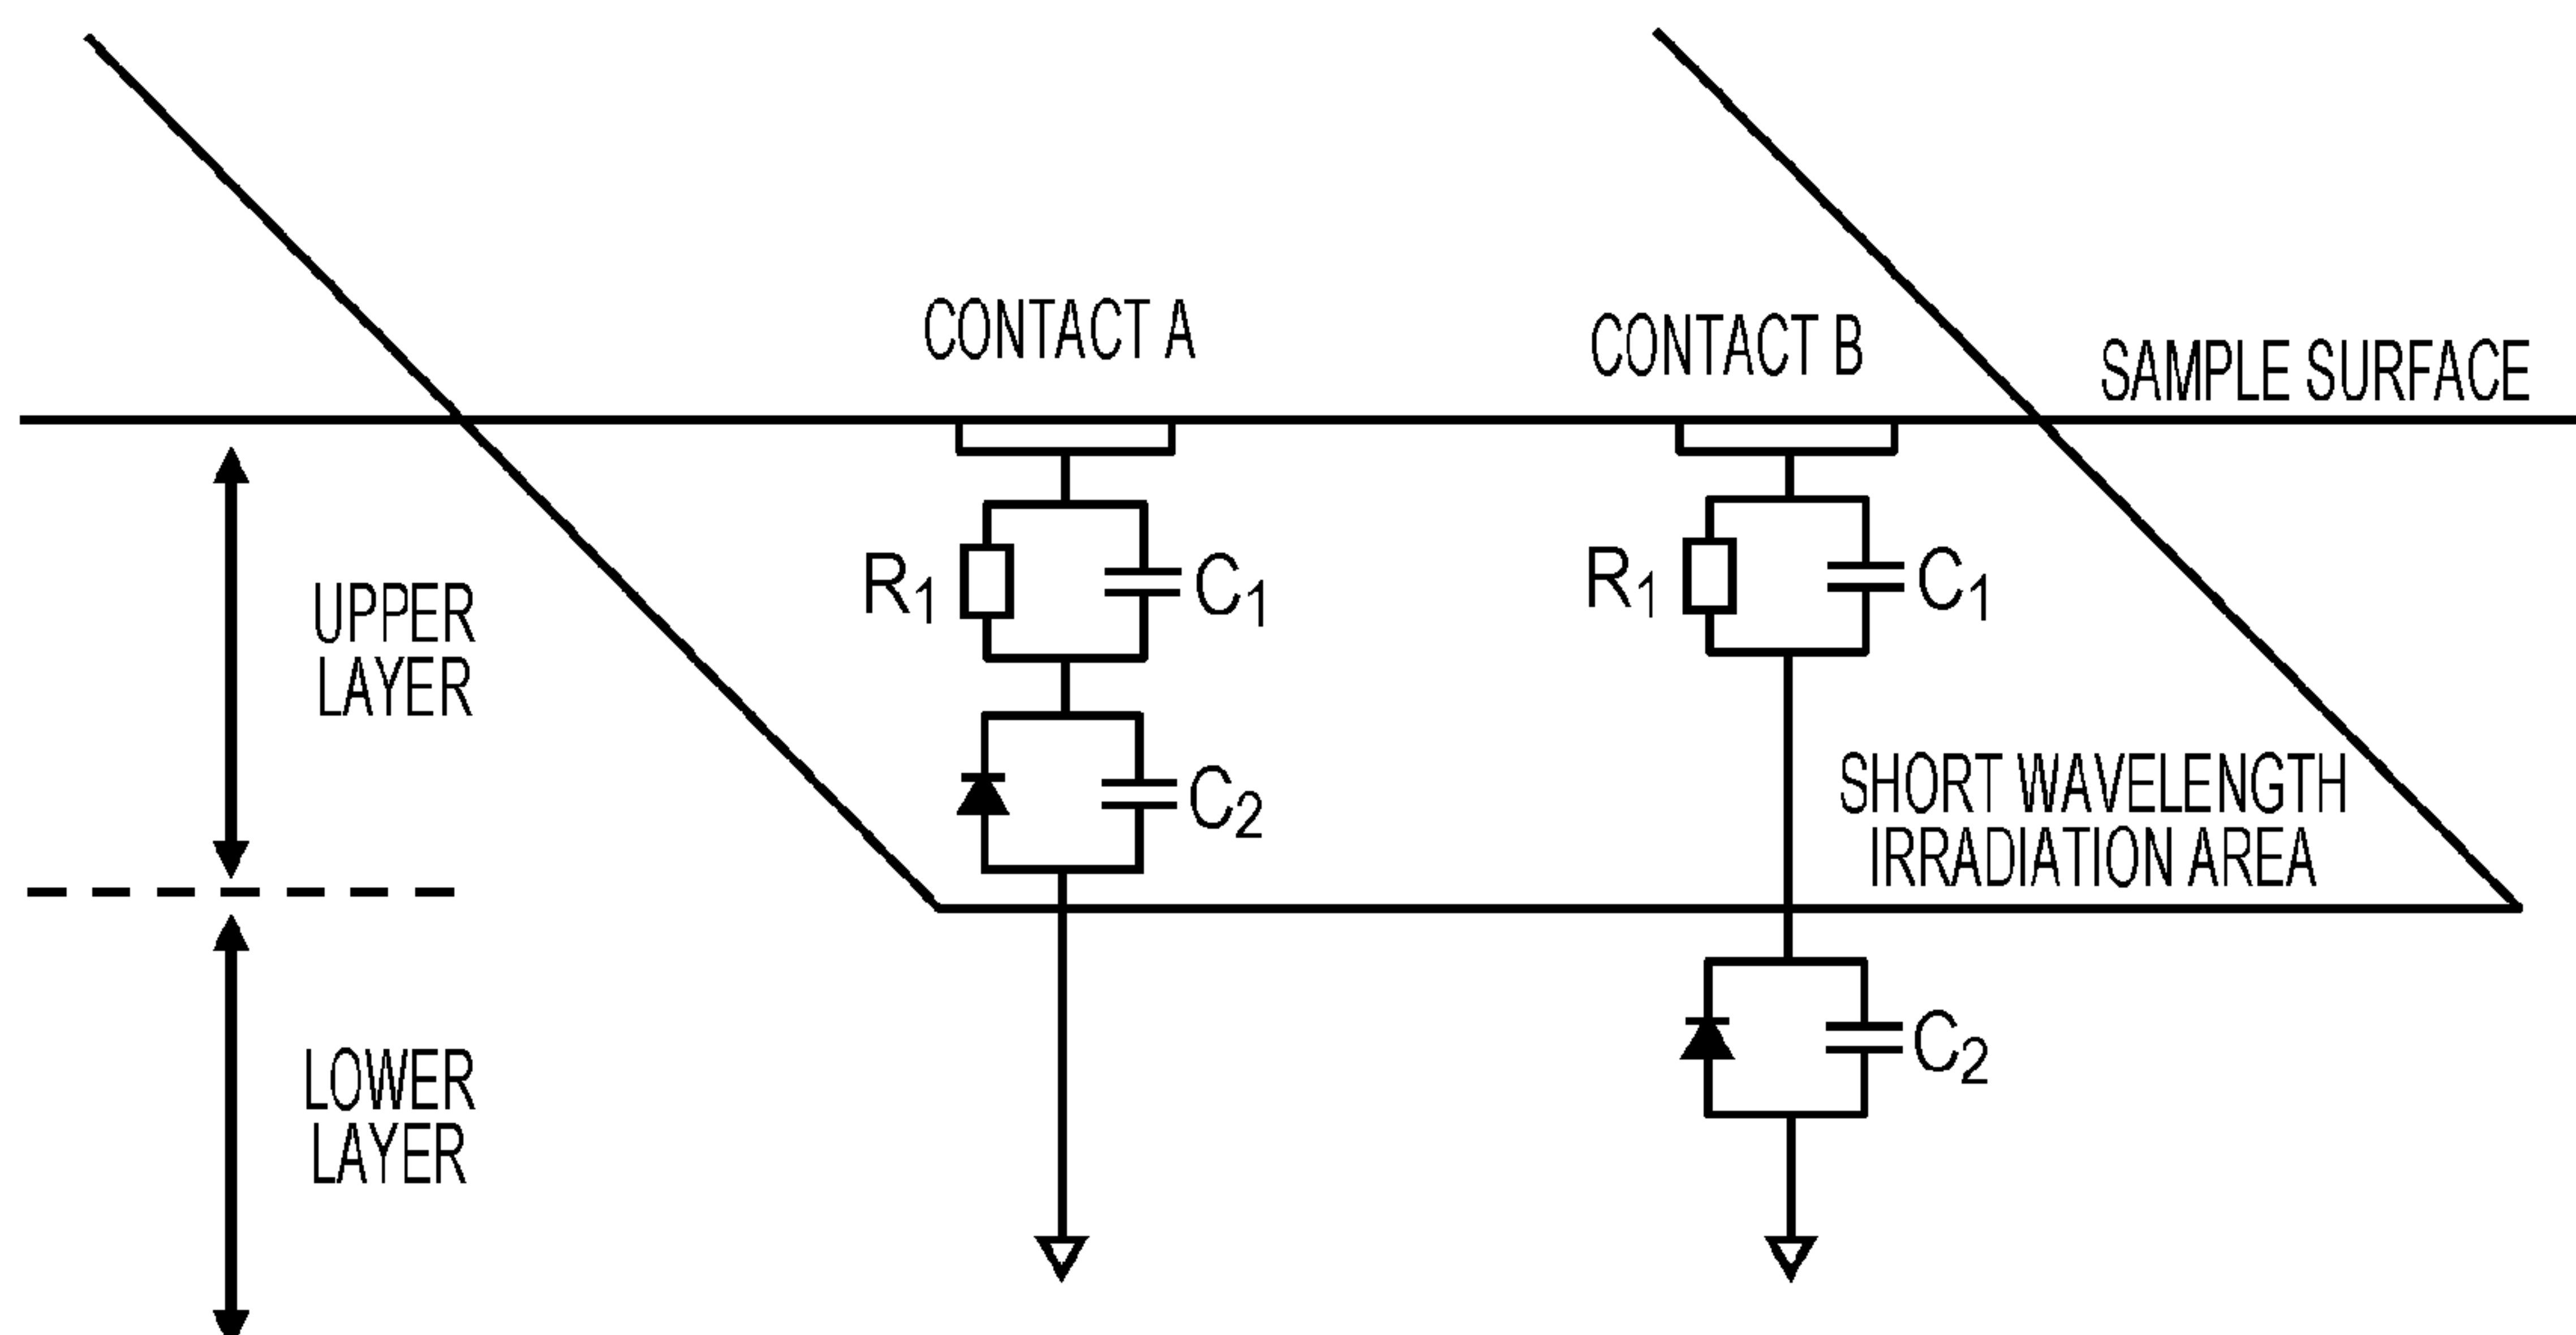 CONTACT A
CONTACT B
SAMPLE SURFACE
UPPER
LAYER
R1
C1
R1
C1
C2
SHORT WAVELENGTH
IRRADIATION AREA
LOWER
LAYER
C2